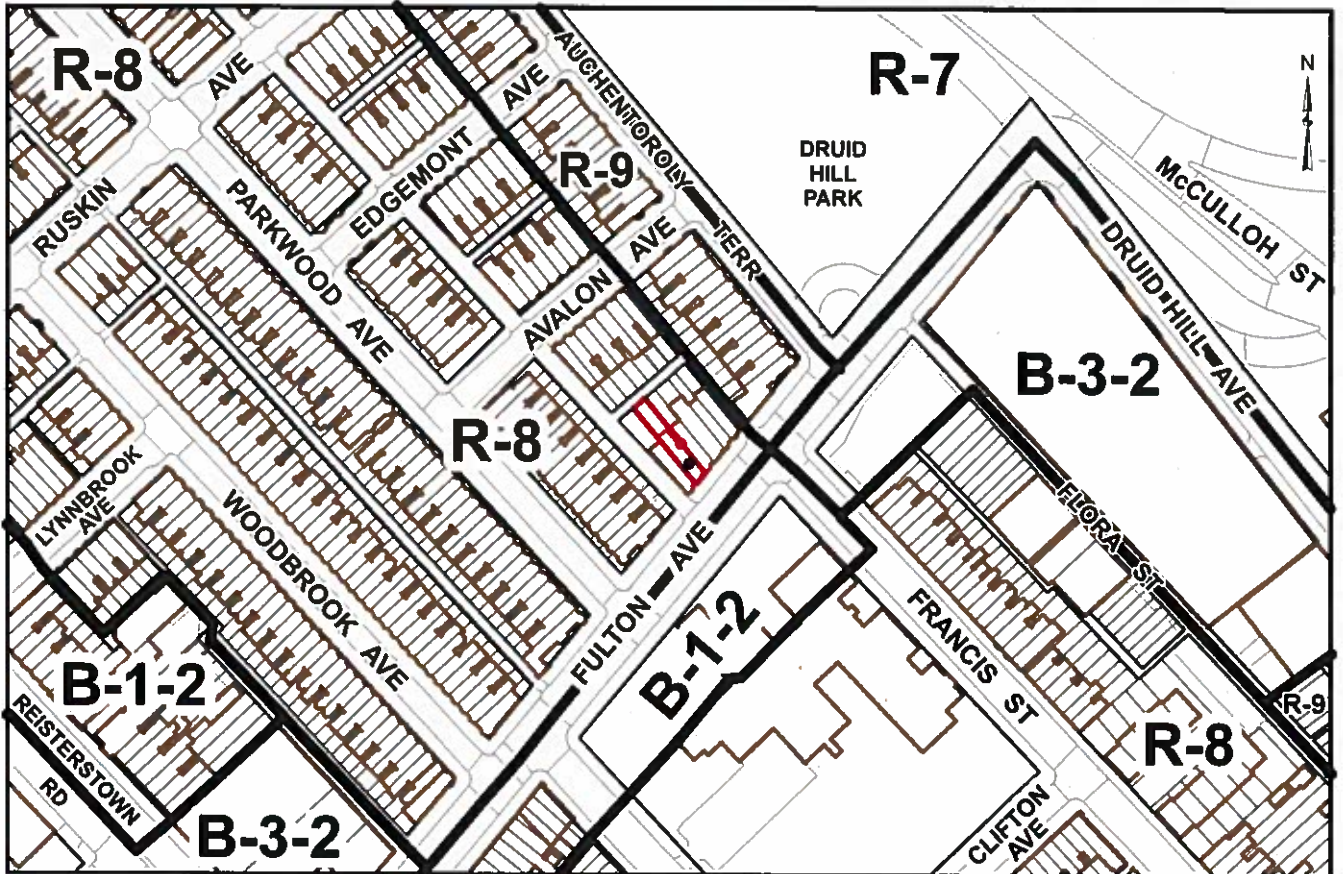 R-8
AVE
AUCHENTOROLY
TERR
R-7
N
DRUID
HILL
PARK
McCULLOH ST
R-9
AVE
EDGEMONT
RUSKIN
PARKWOOD AVE
AVE
AVALON
DRUID HILL AVE
B-3-2
R-8
LYNNBROOK
AVE
WOODBROOK AVE
FULTON AVE
FLORA ST
FRANCIS ST
B-1-2
B-1-2
REISTERSTOWN
RD
B-3-2
R-9
R-8
CLIFTON
AVE